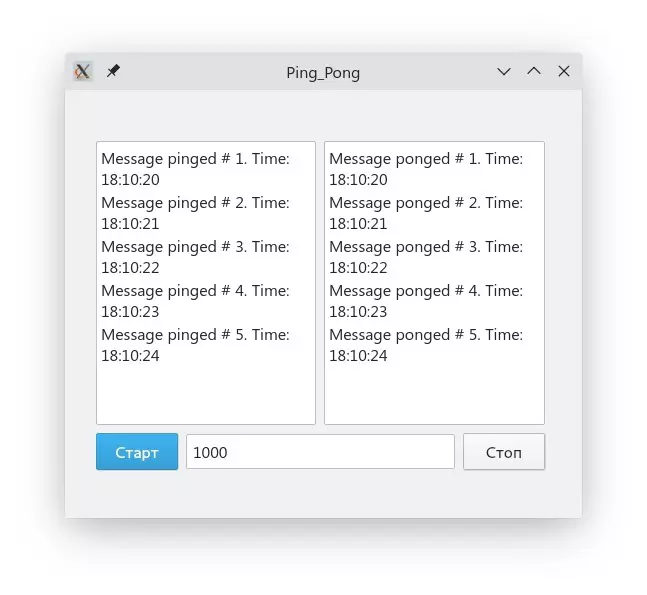 Ping_Pong
Message pinged # 1. Time:
18:10:20
Message pinged # 2. Time:
18:10:21
Message pinged # 3. Time:
18:10:22
Message pinged # 4. Time:
18:10:23
Message pinged # 5. Time:
18:10:24
Message ponged # 1. Time:
18:10:20
Message ponged # 2. Time:
18:10:21
Message ponged # 3. Time:
18:10:22
Message ponged # 4. Time:
18:10:23
Message ponged # 5. Time:
18:10:24
Старт
1000
Стоп